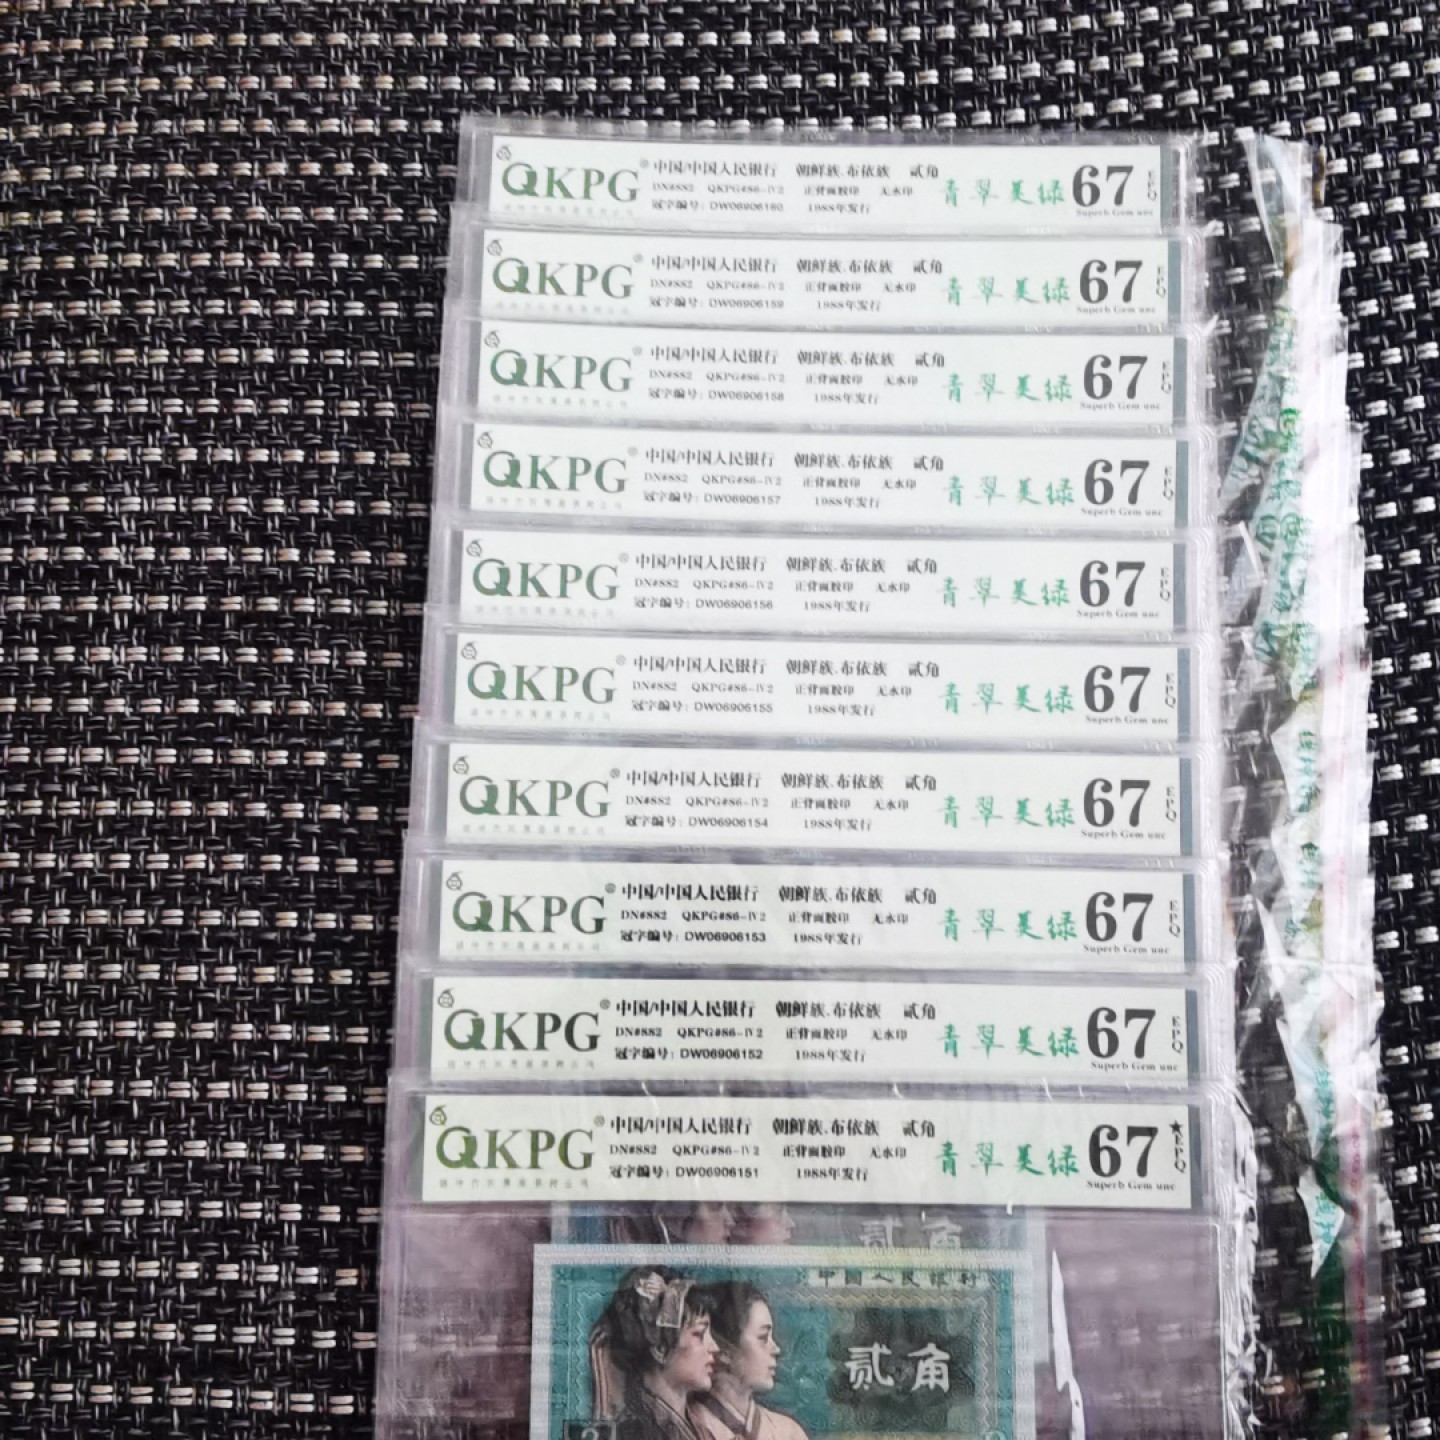 QKPG® 中国/中国人民银行 朝鲜族.布依族 贰角 青翠美绿 67 EPQ
DN#882 QKPG#86-IV2 正背面胶印 无水印
冠字编号: DW06906160 1988年发行 Superb Gem unc
QKPG® 中国/中国人民银行 朝鲜族.布依族 贰角 青翠美绿 67 EPQ
DN#882 QKPG#86-IV2 正背面胶印 无水印
冠字编号: DW06906159 1988年发行 Superb Gem unc
QKPG® 中国/中国人民银行 朝鲜族.布依族 贰角 青翠美绿 67 EPQ
DN#882 QKPG#86-IV2 正背面胶印 无水印
冠字编号: DW06906158 1988年发行 Superb Gem unc
QKPG® 中国/中国人民银行 朝鲜族.布依族 贰角 青翠美绿 67 EPQ
DN#882 QKPG#86-IV2 正背面胶印 无水印
冠字编号: DW06906157 1988年发行 Superb Gem unc
QKPG® 中国/中国人民银行 朝鲜族.布依族 贰角 青翠美绿 67 EPQ
DN#882 QKPG#86-IV2 正背面胶印 无水印
冠字编号: DW06906156 1988年发行 Superb Gem unc
QKPG® 中国/中国人民银行 朝鲜族.布依族 贰角 青翠美绿 67 EPQ
DN#882 QKPG#86-IV2 正背面胶印 无水印
冠字编号: DW06906155 1988年发行 Superb Gem unc
QKPG® 中国/中国人民银行 朝鲜族.布依族 贰角 青翠美绿 67 EPQ
DN#882 QKPG#86-IV2 正背面胶印 无水印
冠字编号: DW06906154 1988年发行 Superb Gem unc
QKPG® 中国/中国人民银行 朝鲜族.布依族 贰角 青翠美绿 67 EPQ
DN#882 QKPG#86-IV2 正背面胶印 无水印
冠字编号: DW06906153 1988年发行 Superb Gem unc
QKPG® 中国/中国人民银行 朝鲜族.布依族 贰角 青翠美绿 67 EPQ
DN#882 QKPG#86-IV2 正背面胶印 无水印
冠字编号: DW06906152 1988年发行 Superb Gem unc
QKPG® 中国/中国人民银行 朝鲜族.布依族 贰角 青翠美绿 67 ★EPQ
DN#882 QKPG#86-IV2 正背面胶印 无水印
冠字编号: DW06906151 1988年发行 Superb Gem unc
贰角
中国人民银行
贰角
2